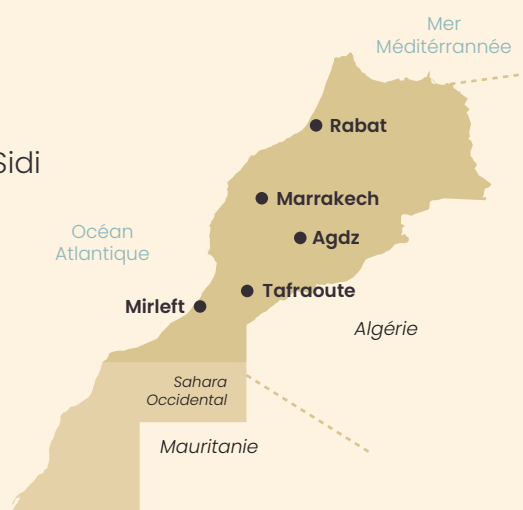 Mer
Méditérrannée
Rabat
Sidi
Marrakech
Océan
Atlantique
Agdz
Tafraoute
Mirleft
Algérie
Sahara
Occidental
Mauritanie